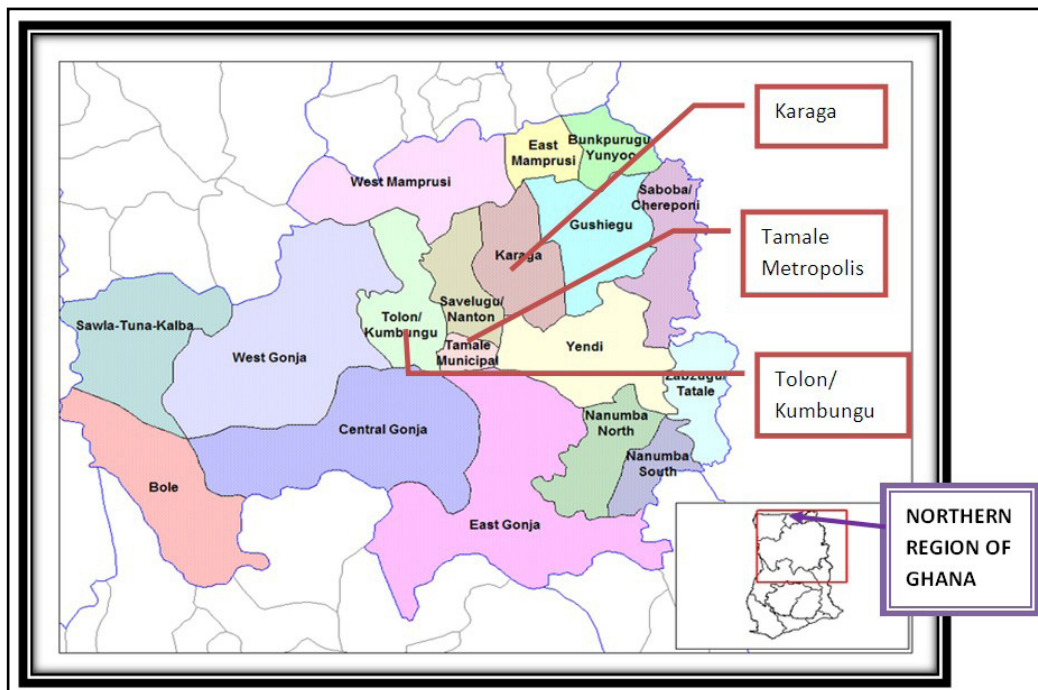 Karaga
East
Mamprusi
Bunkpurugu
Yunyoo
West Mamprusi
Saboba/
Chereponi
Gushiegu
Karaga
Tamale
Metropolis
Savelugu/
Nanton
Tolon/
Kumbungu
Sawla-Tuna-Kalba
West Gonja
Tamale
Municipal
Yendi
Zabzugu/
Tatale
Tolon/
Kumbungu
Nanumba
North
Central Gonja
Nanumba
South
Bole
East Gonja
NORTHERN
REGION OF
GHANA